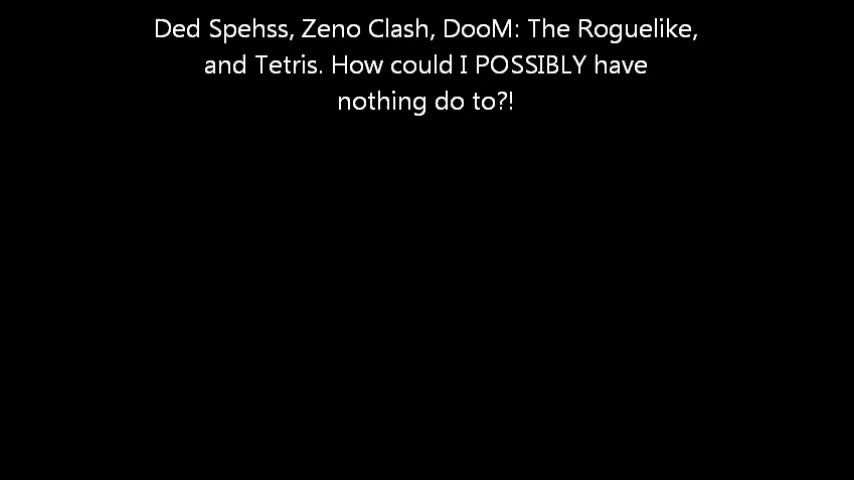 Ded Spehss, Zeno Clash, DooM: The Roguelike,
and Tetris. How could I POSSIBLY have
nothing do to?!